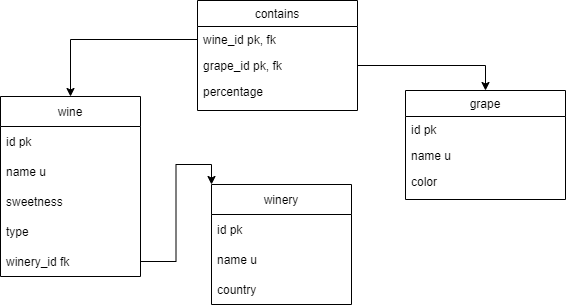 contains
wine_id pk, fk
grape_id pk, fk
percentage
wine
id pk
name u
sweetness
type
winery_id fk
winery
id pk
name u
country
grape
id pk
name u
color